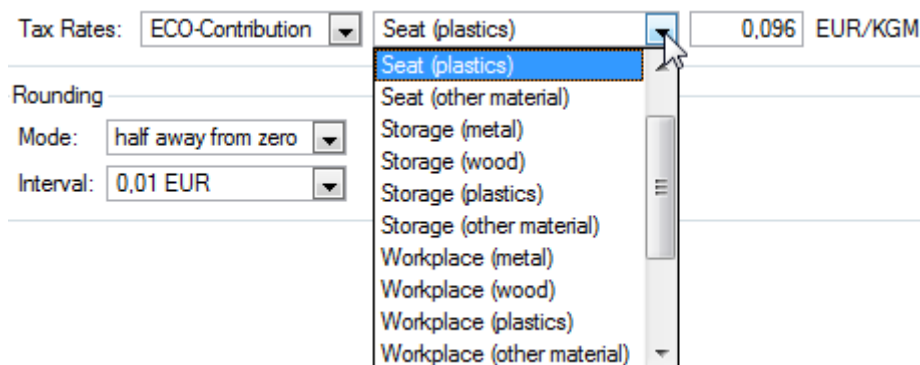 Tax Rates: ECO-Contribution Seat (plastics) 0,096 EUR/KGM
Seat (plastics)
Seat (other material)
Rounding
Storage (metal)
Mode: half away from zero
Storage (wood)
Interval: 0,01 EUR
Storage (plastics)
Storage (other material)
Workplace (metal)
Workplace (wood)
Workplace (plastics)
Workplace (other material)